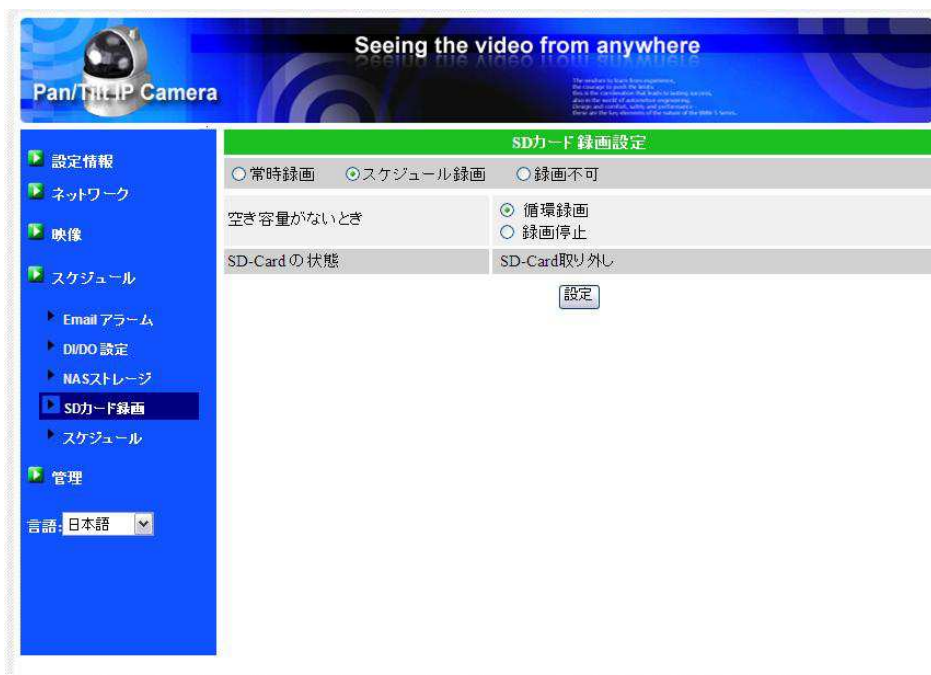 Seeing the video from anywhere
Pan/Tilt IP Camera
設定情報
ネットワーク
映像
スケジュール
Email アラーム
DI/DO 設定
NASストレージ
SDカード録画
スケジュール
管理
言語:日本語
SDカード 録画設定
常時録画 スケジュール録画 録画不可
空き容量がないとき
循環録画
録画停止
SD-Card の状態 SD-Card取り外し
設定